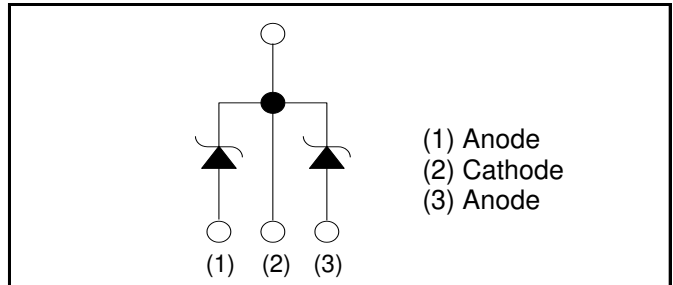 (1) Anode
(2) Cathode
(3) Anode
(1) (2) (3)